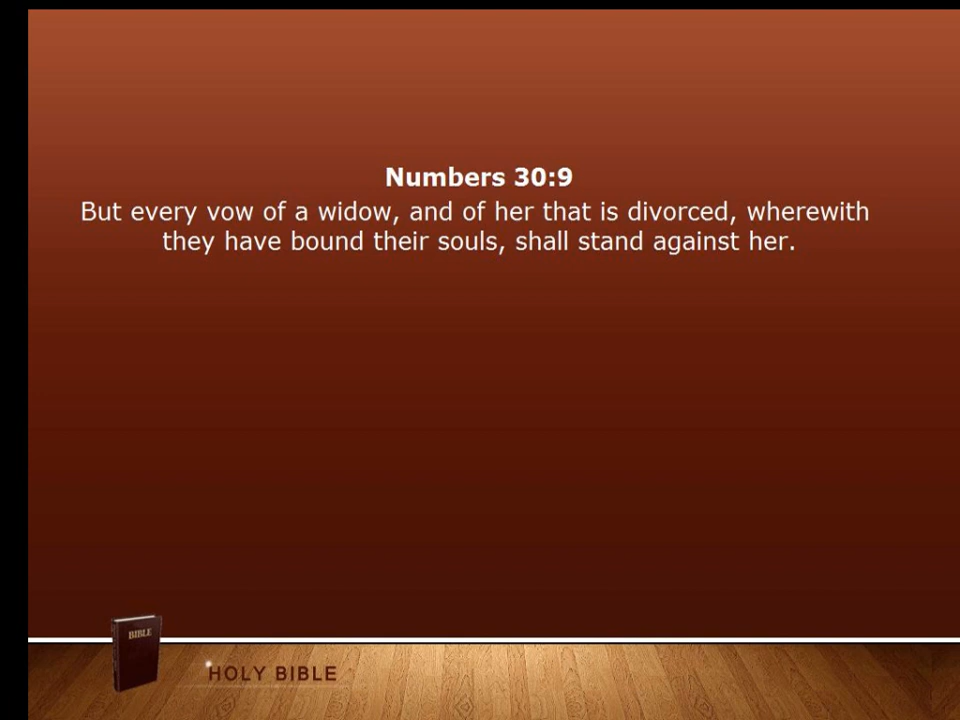 Numbers 30:9
But every vow of a widow, and of her that is divorced, wherewith
they have bound their souls, shall stand against her.
BIBLE
HOLY BIBLE